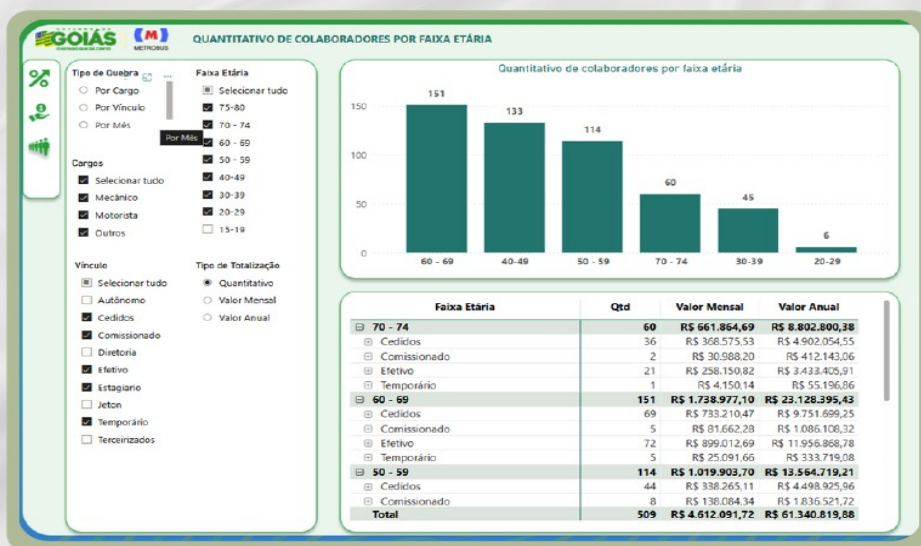 GOIÁS
METROBUS
QUANTITATIVO DE COLABORADORES POR FAIXA ETÁRIA
Tipo de Quebra
Por Cargo
Por Vínculo
Por Mês
Por Mês
Cargos
Selecionar tudo
Mecânico
Motorista
Outros
Vínculo
Selecionar tudo
Autônomo
Cedidos
Comissionado
Diretoria
Efetivo
Estagiario
Jeton
Temporário
Terceirizados
Faixa Etária
Selecionar tudo
75-80
70 - 74
60 - 69
50 - 59
40-49
30-39
20-29
15-19
Tipo de Totalização
Quantitativo
Valor Mensal
Valor Anual
Quantitativo de colaboradores por faixa etária
150
100
50
0
151 133 114 60 45 6
60 - 69 40-49 50 - 59 70 - 74 30-39 20-29
Faixa Etária Qtd Valor Mensal Valor Anual
70 - 74 60 R$ 661.864,69 R$ 8.802.800,38
Cedidos 36 R$ 368.575,53 R$ 4.902.054,55
Comissionado 2 R$ 30.988,20 R$ 412.143,06
Efetivo 21 R$ 258.150,82 R$ 3.433.405,91
Temporário 1 R$ 4.150,14 R$ 55.196,86
60 - 69 151 R$ 1.738.977,10 R$ 23.128.395,43
Cedidos 69 R$ 733.210,47 R$ 9.751.699,25
Comissionado 5 R$ 81.662,28 R$ 1.086.108,32
Efetivo 72 R$ 899.012,69 R$ 11.956.868,78
Temporário 5 R$ 25.091,66 R$ 333.719,08
50 - 59 114 R$ 1.019.903,70 R$ 13.564.719,21
Cedidos 44 R$ 338.265,11 R$ 4.498.925,96
Comissionado 8 R$ 138.084,34 R$ 1.836.521,72
Total 509 R$ 4.612.091,72 R$ 61.340.819,88